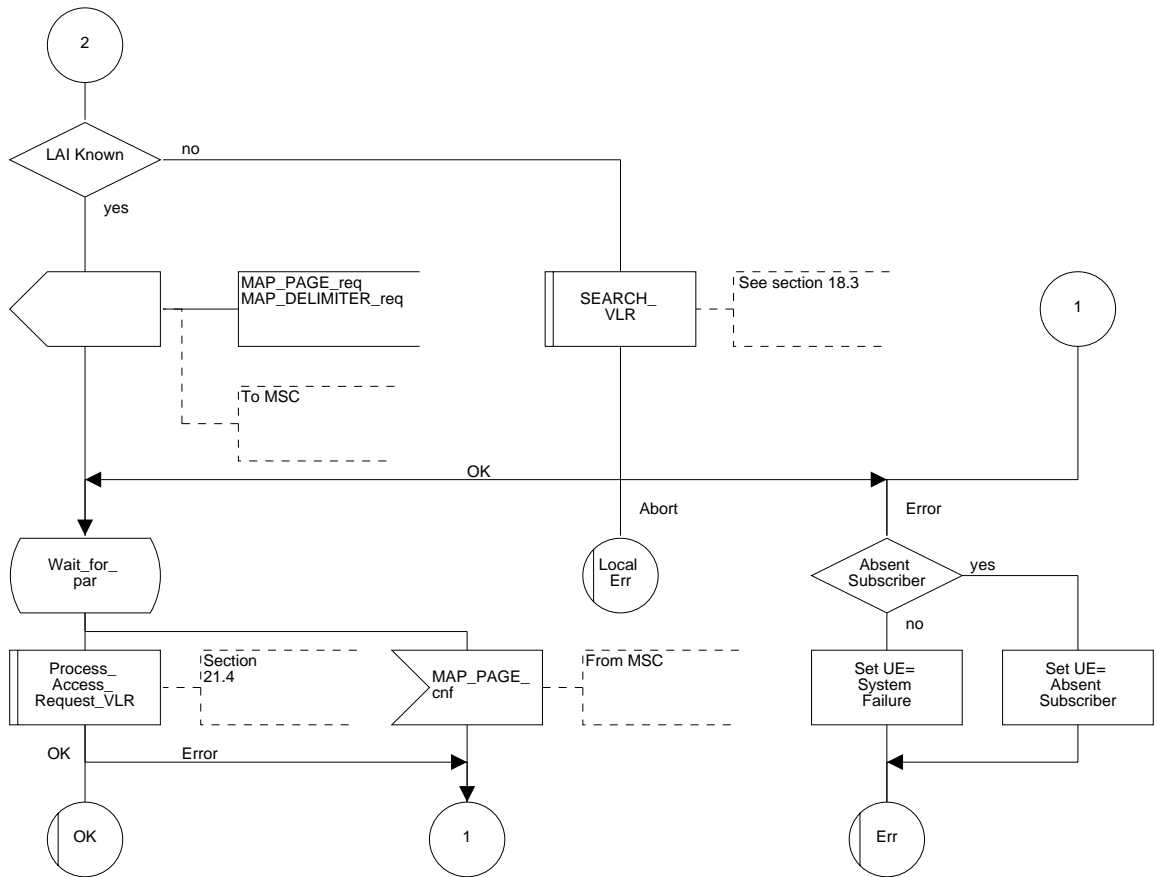 2
LAI Known
no
yes
MAP_PAGE_req
MAP_DELIMITER_req
SEARCH_
VLR
See section 18.3
1
To MSC
OK
Abort
Error
Wait_for_
par
Local
Err
Absent
Subscriber
yes
no
Process_
Access_
Request_VLR
Section
21.4
MAP_PAGE_
cnf
From MSC
Set UE=
System
Failure
Set UE=
Absent
Subscriber
OK
Error
OK
1
Err